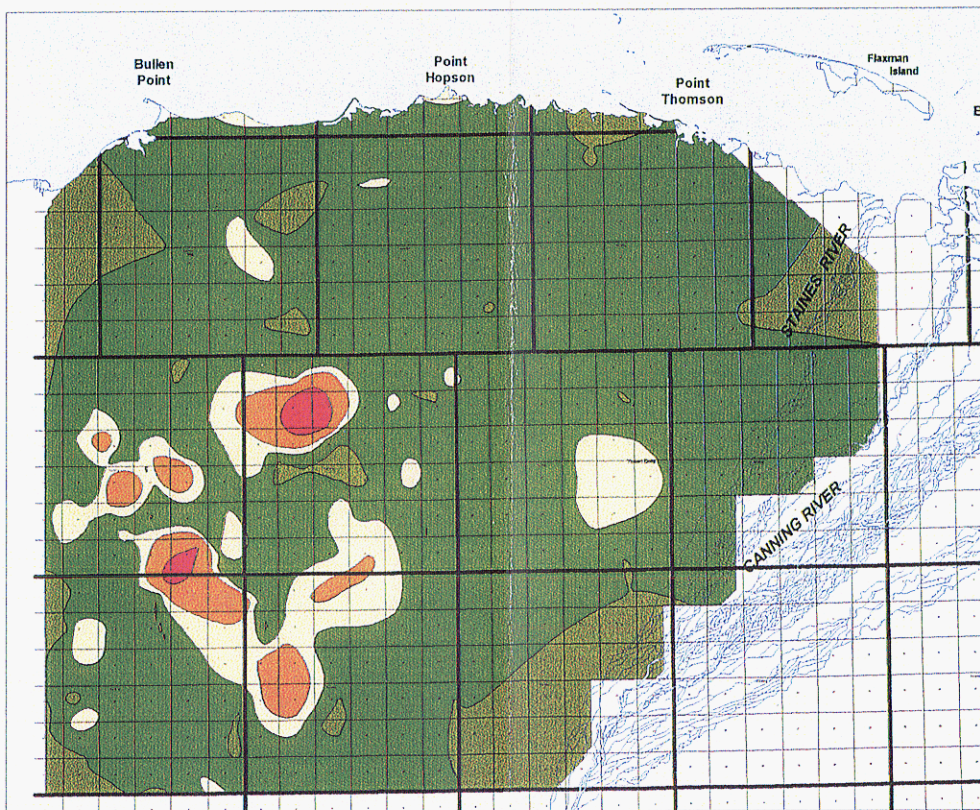 Bullen
Point
Point
Hopson
Point
Thomson
Flaxman
Island
STAINES RIVER
CANNING RIVER